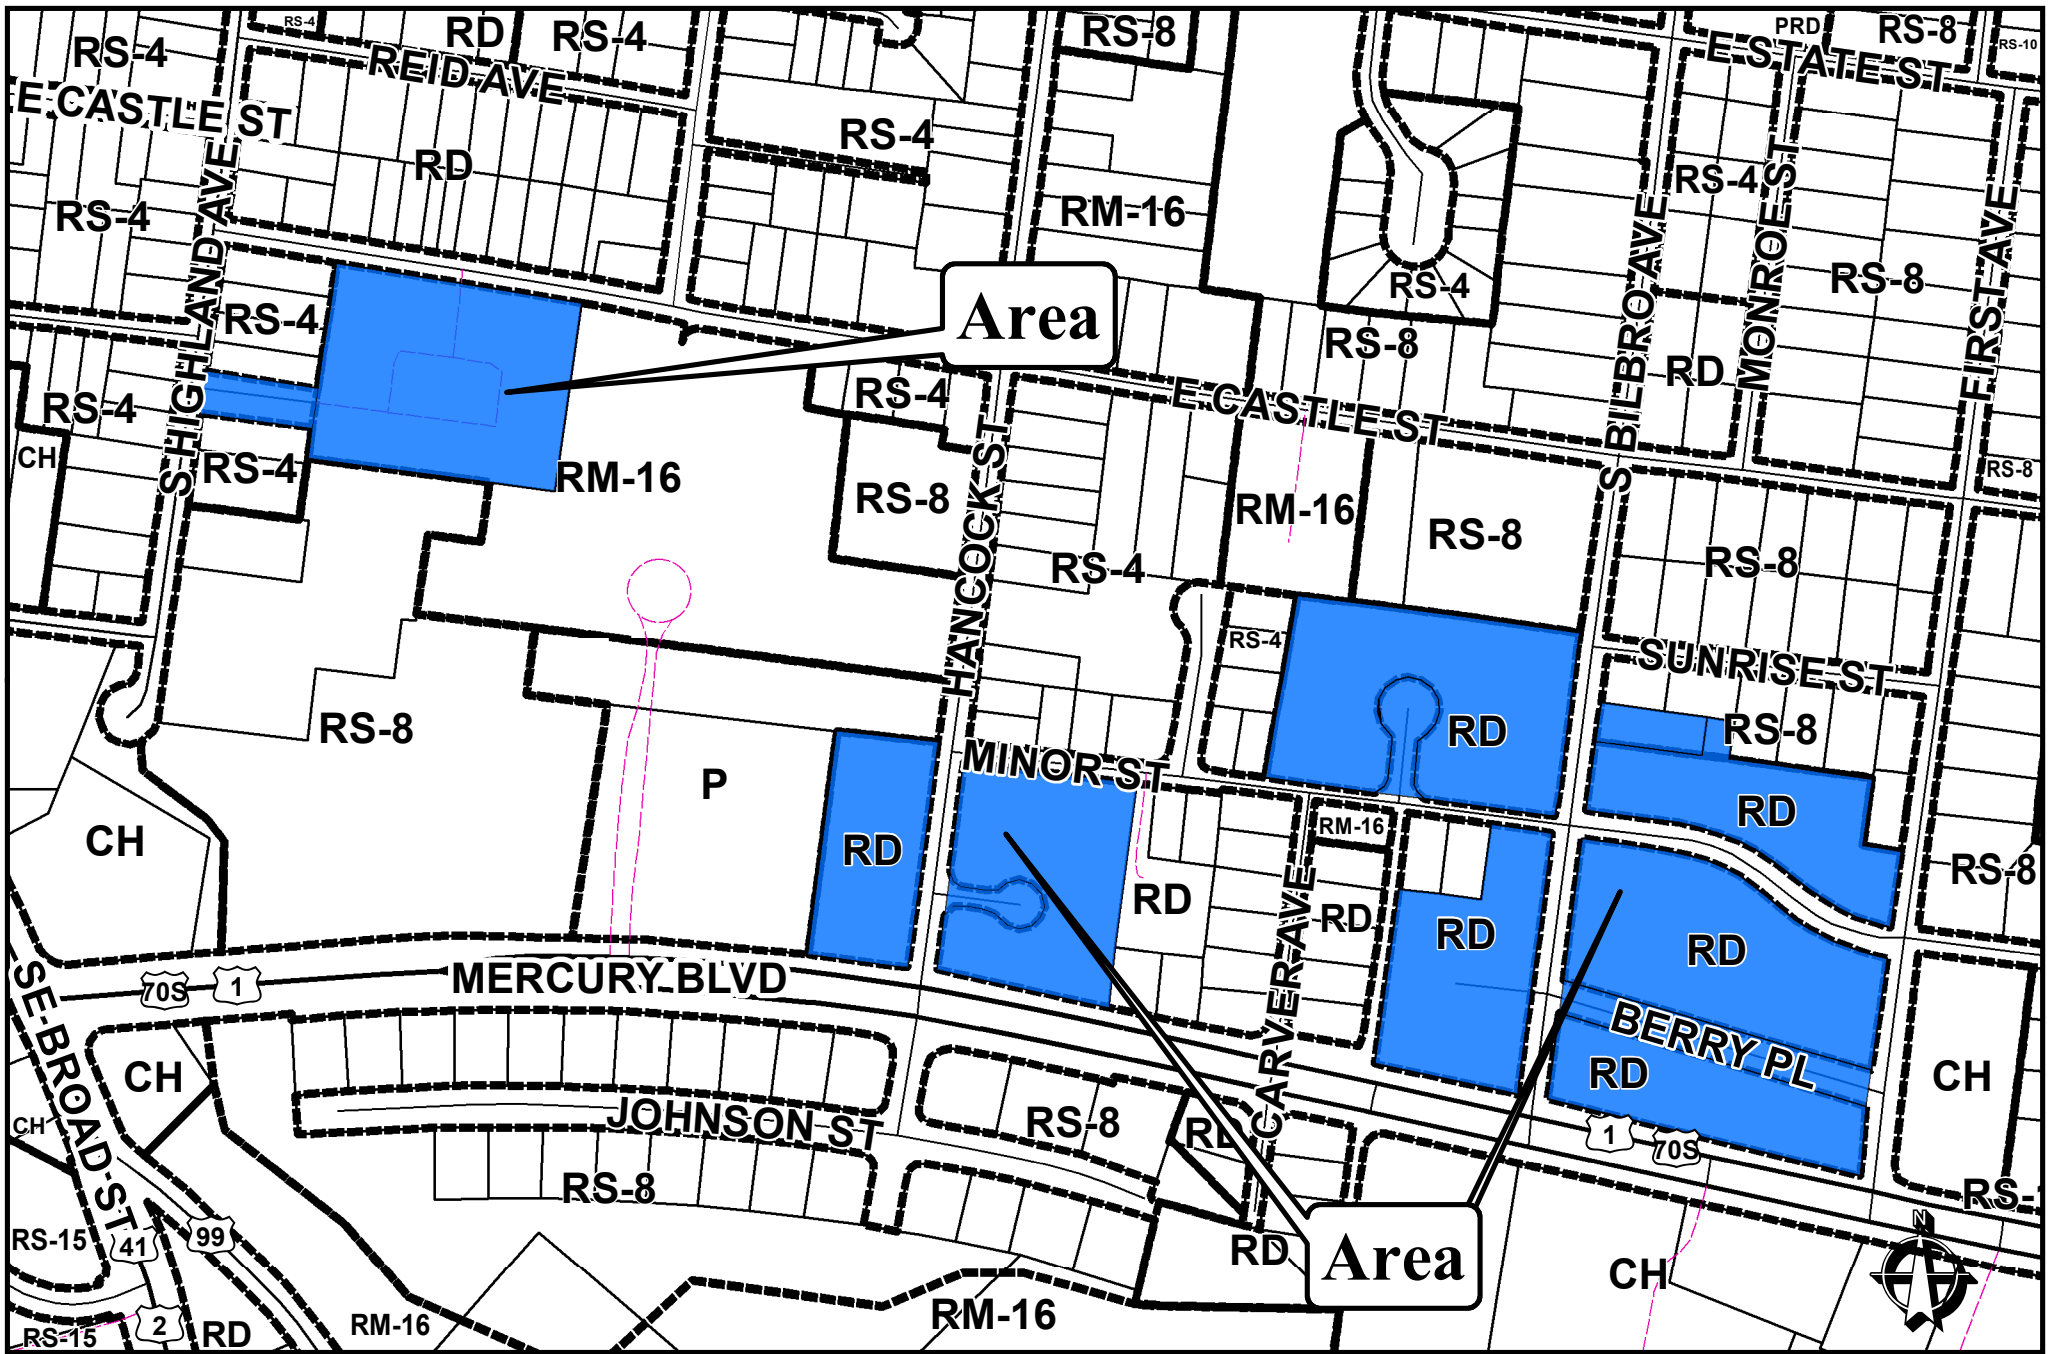 RS-4
RD
RS-4
RS-8
PRD
RS-8
RS-10
RS-4
REID AVE
E STATE ST
E CASTLE ST
RS-4
RD
RS-4
RS-4
S HIGHLAND AVE
RM-16
S BILBRO AVE
MONROE ST
FIRST AVE
RS-8
RS-4
RS-4
Area
RS-8
RD
RS-4
RS-4
E CASTLE ST
CH
RS-4
RM-16
RS-8
HANCOCK ST
RM-16
RS-8
RS-8
RS-4
RS-8
RS-4
SUNRISE ST
RS-8
RD
RS-8
MINOR ST
P
RD
CH
RM-16
RD
RS-8
RD
RD
RD
RD
CARVER AVE
MERCURY BLVD
70S
1
BERRY PL
RD
SE BROAD ST
CH
CH
JOHNSON ST
RS-8
RD
CH
1
70S
RS-8
RS-
RS-15
41
99
RD
Area
CH
N
RM-16
RS-15
2
RD
RM-16